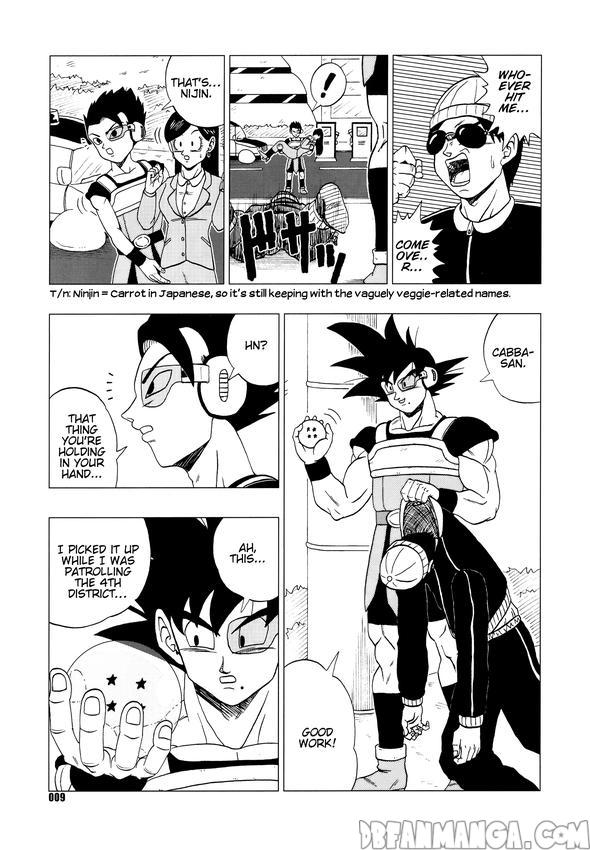 WHO-
EVER
HIT
ME...
COME
OVE..
R...
!
THAT'S...
NIJIN.
T/n: Ninjin = Carrot in Japanese, so it's still keeping with the vaguely veggie-related names.
CABBA-
SAN.
GOOD
WORK!
HN?
THAT
THING
YOU'RE
HOLDING
IN YOUR
HAND...
AH,
THIS...
I PICKED IT UP
WHILE I WAS
PATROLLING
THE 4TH
DISTRICT...
009
DBFANMANGA.COM